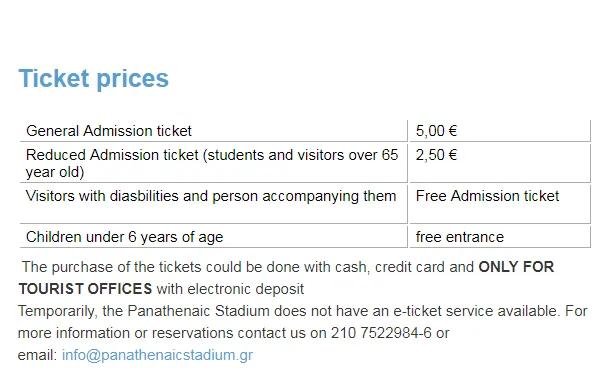 Ticket prices
General Admission ticket 5,00 €
Reduced Admission ticket (students and visitors over 65 2,50 €
year old)
Visitors with diasbilities and person accompanying them Free Admission ticket
Children under 6 years of age free entrance
The purchase of the tickets could be done with cash, credit card and ONLY FOR
TOURIST OFFICES with electronic deposit
Temporarily, the Panathenaic Stadium does not have an e-ticket service available. For
more information or reservations contact us on 210 7522984-6 or
email: info@panathenaicstadium.gr